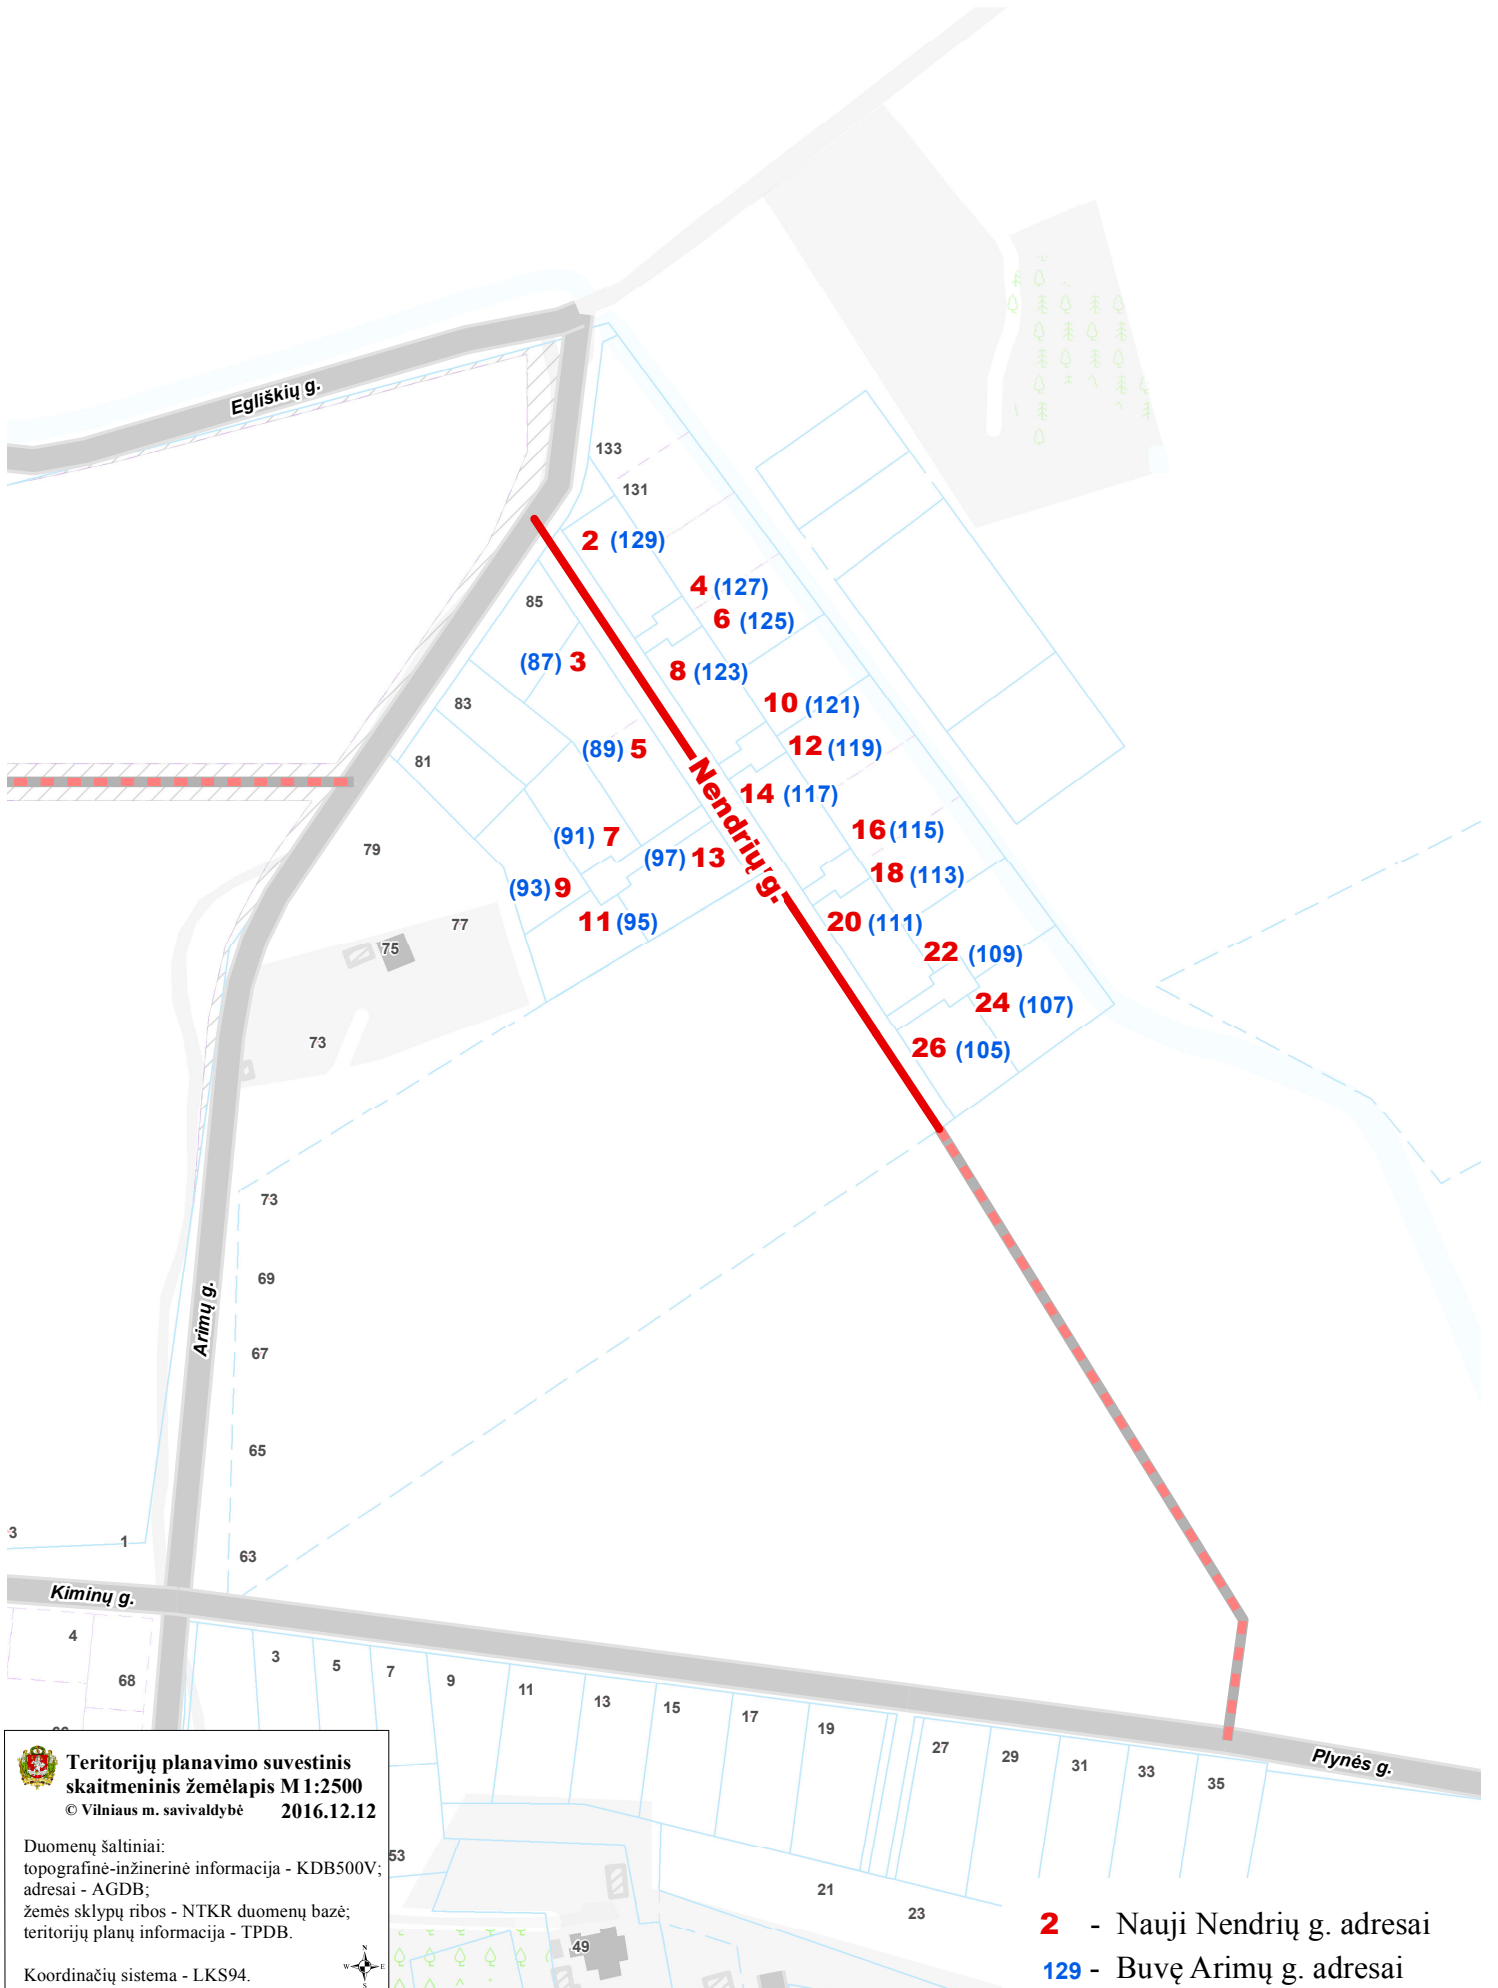 Egliškių g.
133
131
2 (129)
4 (127)
85
6 (125)
(87) 3
8 (123)
83
10 (121)
12 (119)
(89) 5
81
Nendrių g.
14 (117)
16 (115)
(91) 7
79
(97) 13
18 (113)
(93) 9
11 (95)
20 (111)
77
75
22 (109)
24 (107)
73
26 (105)
73
69
Arimų g.
67
65
3
1
63
Kiminų g.
4
68
3
5
7
9
11
13
15
17
19
27
29
31
33
35
Plynės g.
Teritorijų planavimo suvestinis
skaitmeninis žemėlapis M 1:2500
© Vilniaus m. savivaldybė 2016.12.12
Duomenų šaltiniai:
topografinė-inžinerinė informacija - KDB500V;
adresai - AGDB;
žemės sklypų ribos - NTKR duomenų bazė;
teritorijų planų informacija - TPDB.
Koordinačių sistema - LKS94.
N
W E
S
53
21
23
49
2 - Nauji Nendrių g. adresai
129 - Buvę Arimų g. adresai